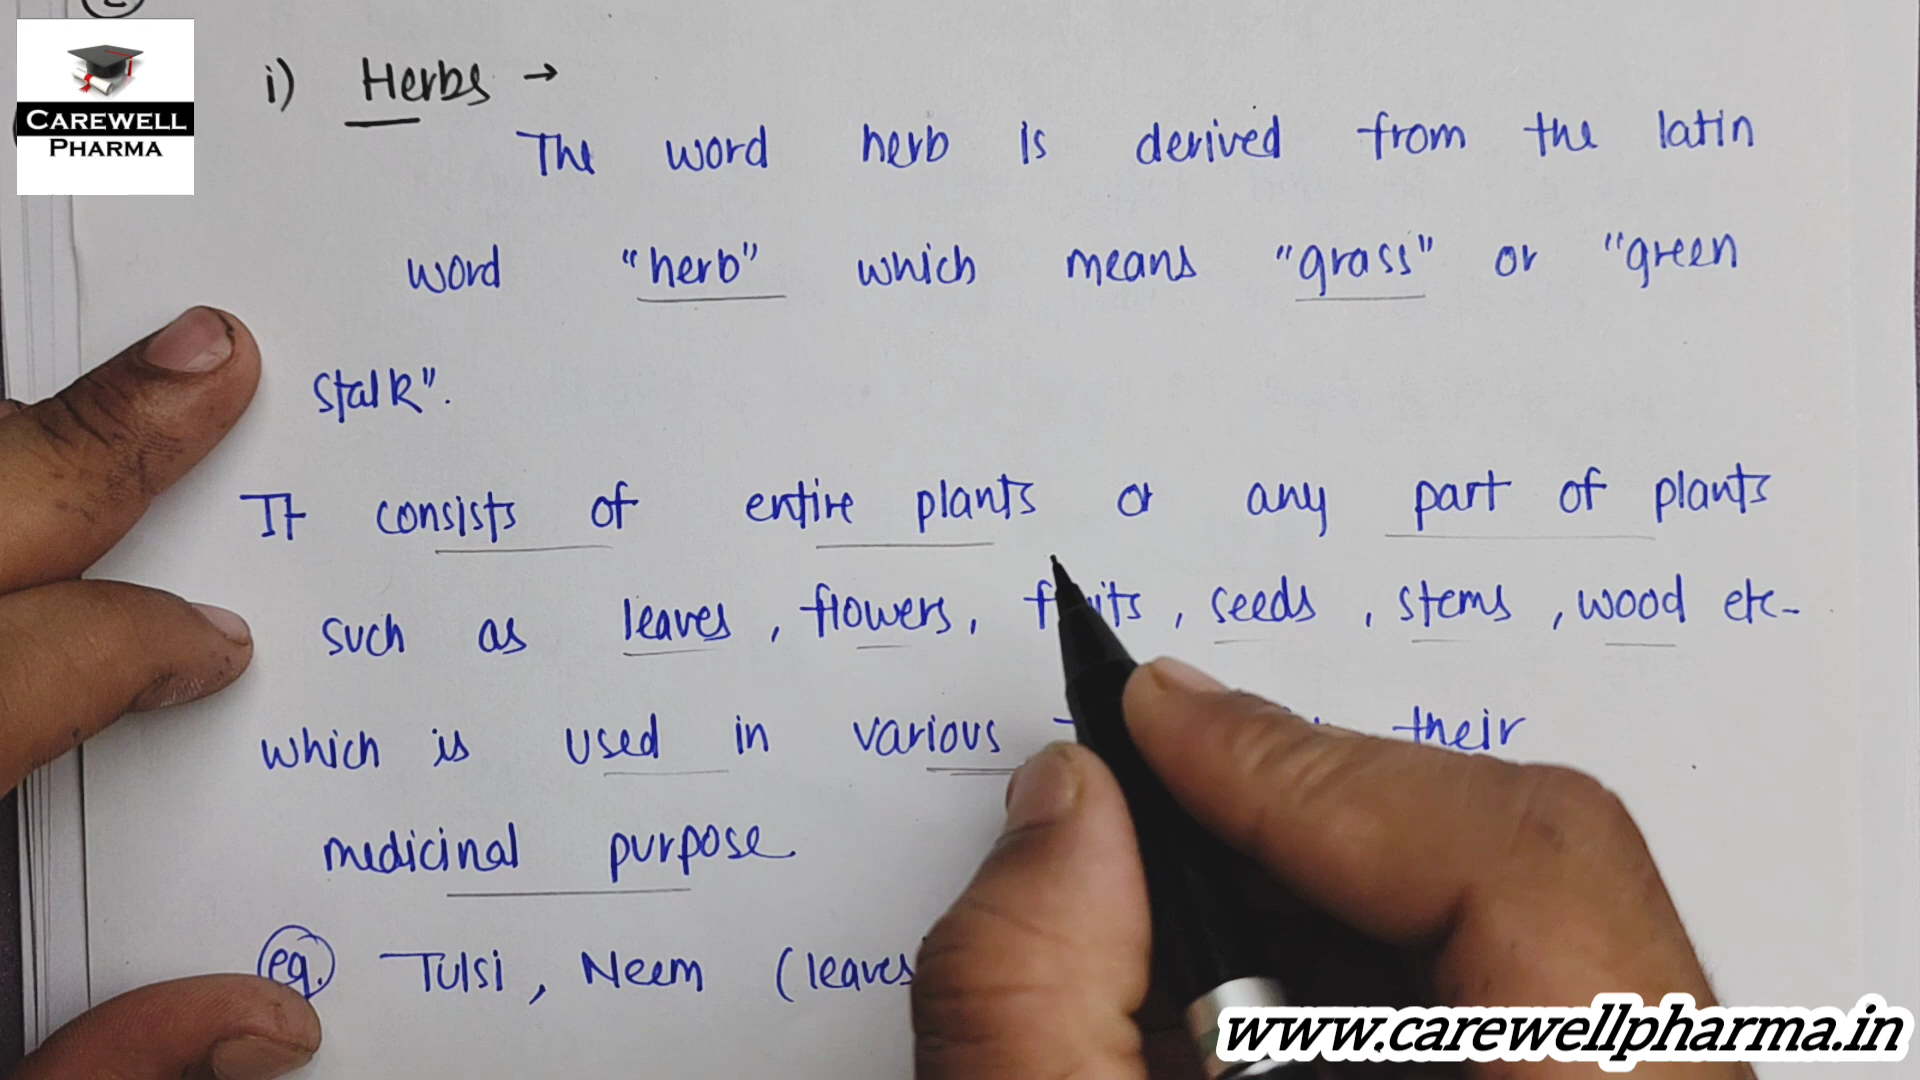 CAREWELL
PHARMA
i) Herbs →
The word herb is derived from the latin
word "herb" which means "grass" or "green
stalk".
It consists of entire plants or any part of plants
such as leaves, flowers, fruits, seeds, stems, wood etc-
which is used in various their
medicinal purpose
eg. Tulsi, Neem (leaves
www.carewellpharma.in